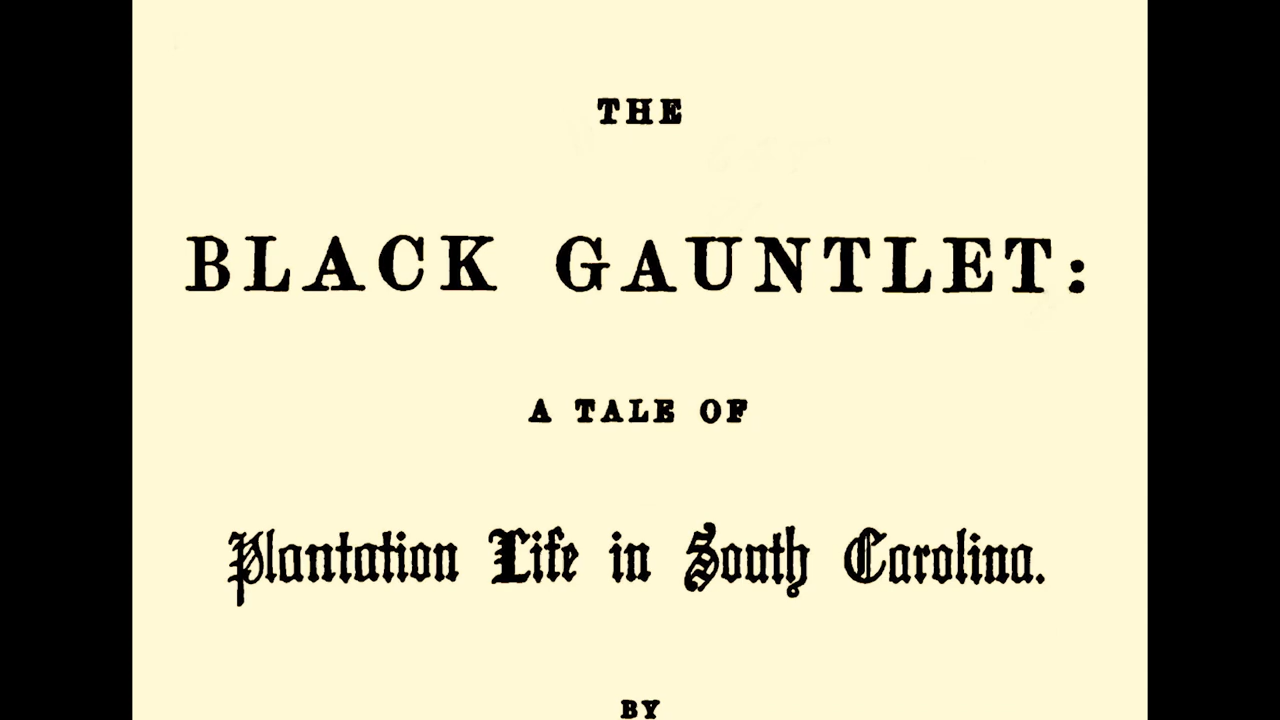 THE
BLACK GAUNTLET:
A TALE OF
Plantation Life in South Carolina.
BY